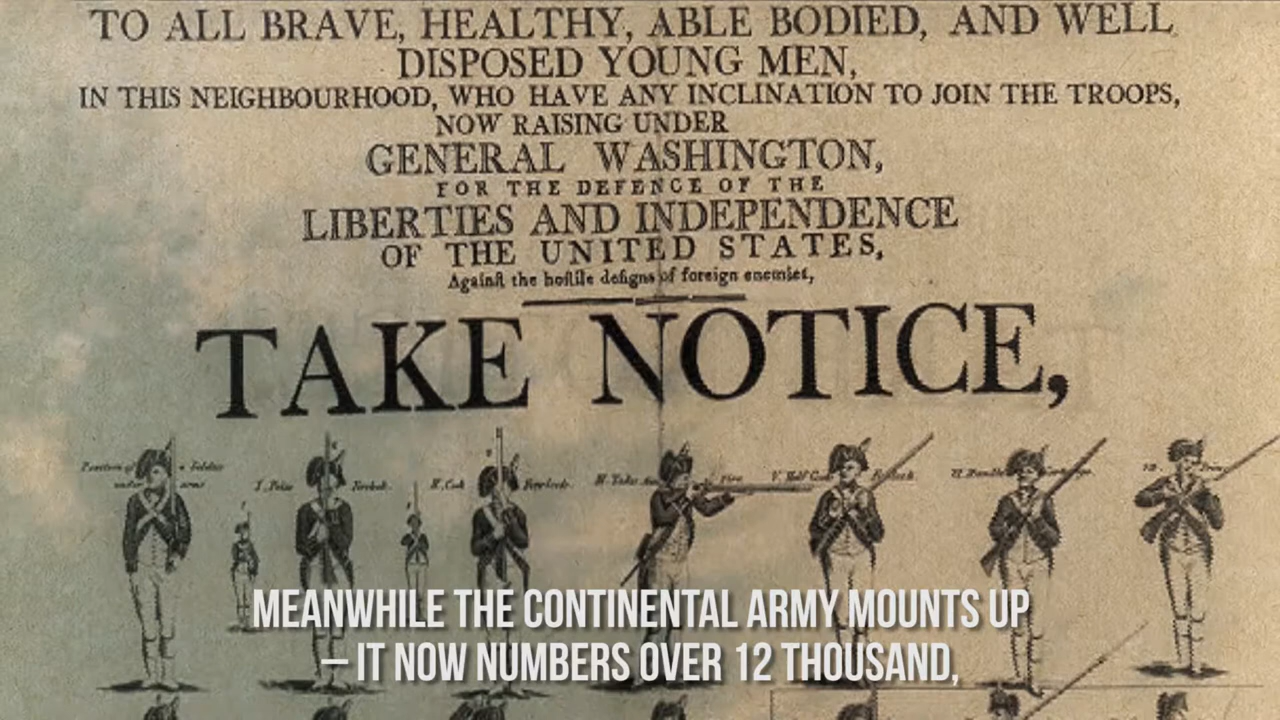 TO ALL BRAVE, HEALTHY, ABLE BODIED, AND WELL
DISPOSED YOUNG MEN,
IN THIS NEIGHBOURHOOD, WHO HAVE ANY INCLINATION TO JOIN THE TROOPS,
NOW RAISING UNDER
GENERAL WASHINGTON,
FOR THE DEFENCE OF THE
LIBERTIES AND INDEPENDENCE
OF THE UNITED STATES,
Againſt the hoſtile deſigns of foreign enemies,
TAKE NOTICE,
MEANWHILE THE CONTINENTAL ARMY MOUNTS UP
– IT NOW NUMBERS OVER 12 THOUSAND,